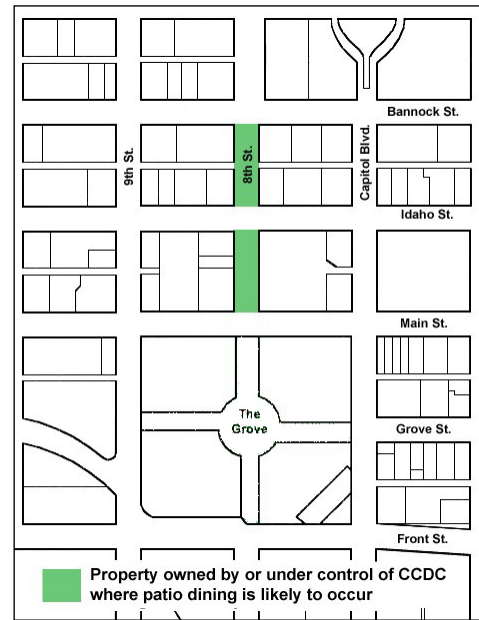 Bannock St.
9th St.
8th St.
Capitol Blvd.
Idaho St.
Main St.
The
Grove
Grove St.
Front St.
Property owned by or under control of CCDC
where patio dining is likely to occur